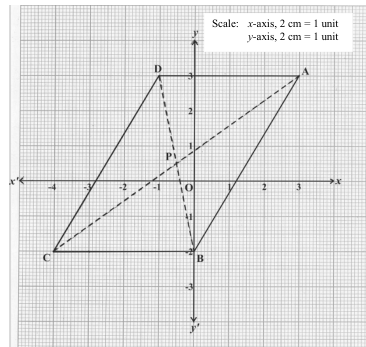 Scale: x-axis, 2 cm = 1 unit
y-axis, 2 cm = 1 unit
y
D
A
3
2
1
P
x'
-4
-3
-2
-1
O
1
2
3
x
-1
C
-2
B
-3
y'